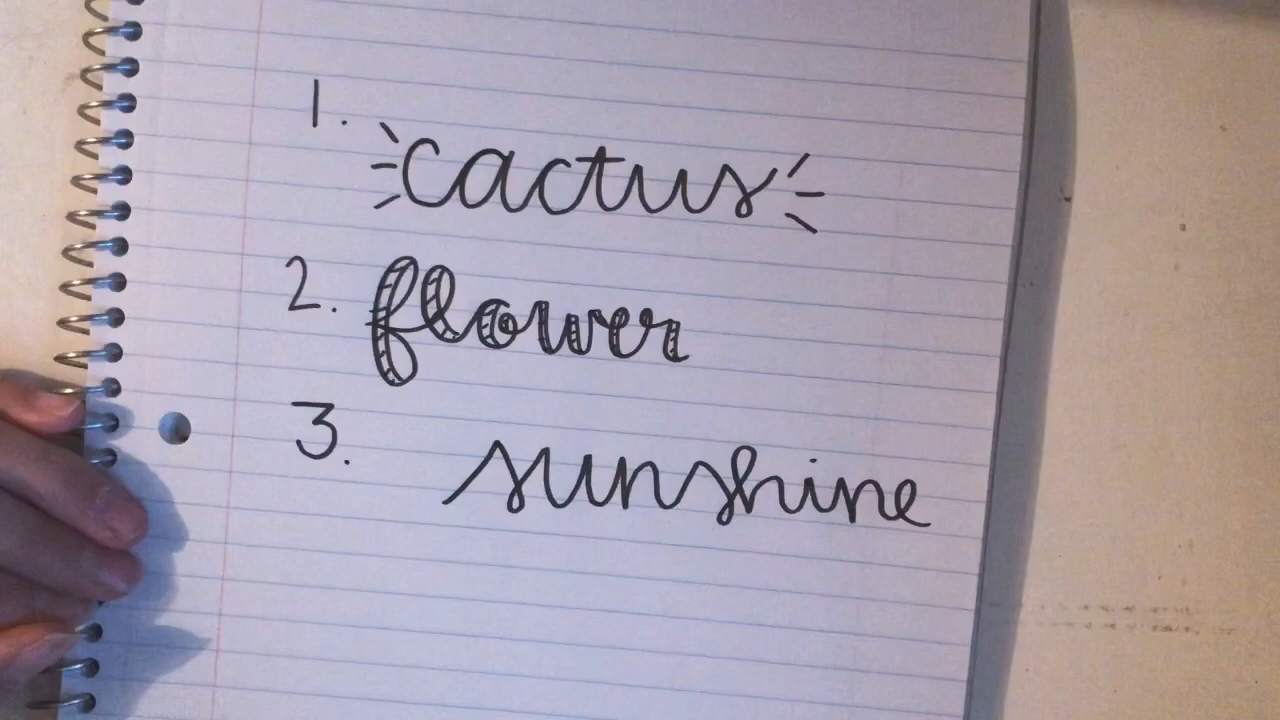 1.
cactus
2. flower
3.
sunshine